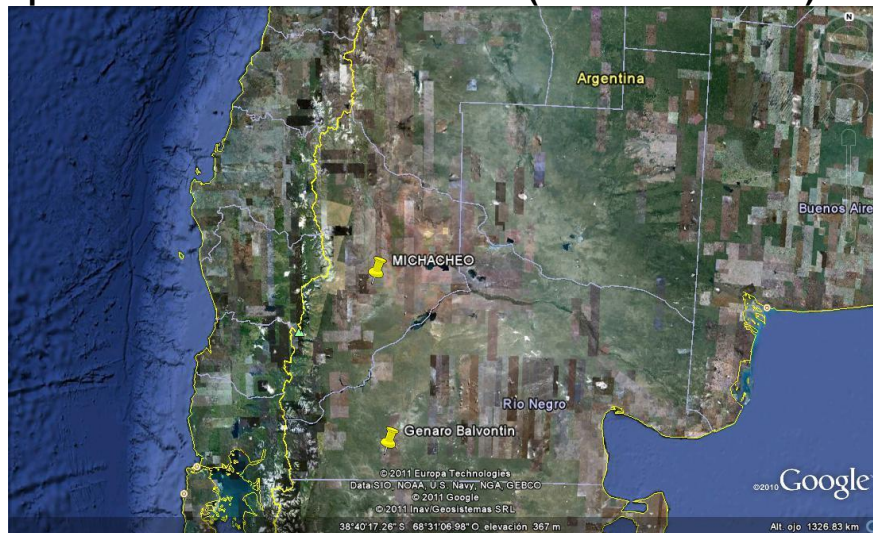 N
Argentina
Buenos Aire
MICHACHEO
Río Negro
Genaro Balvontin
© 2011 Europa Technologies
Data SIO, NOAA, U.S. Navy, NGA, GEBCO
© 2011 Google
© 2011 Inav/Geosistemas SRL
©2010 Google
38°40'17.26" S 68°31'06.98" O elevación 367 m
Alt. ojo 1326.83 km